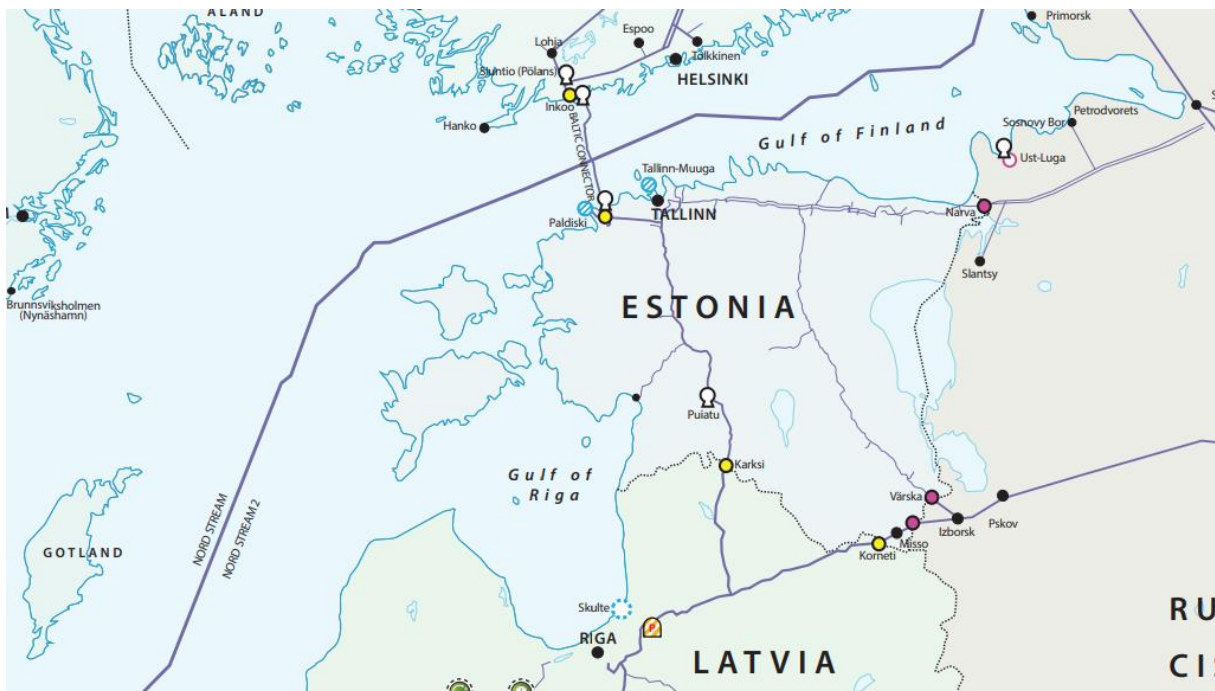 ÅLAND
Primorsk
Espoo
Lohja
Tolkkinen
Siuntio (Pölans)
HELSINKI
Inkoo
Hanko
BALTIC CONNECTOR
Gulf of Finland
Petrodvorets
Sosnovy Bor
Ust-Luga
Tallinn-Muuga
TALLINN
Paldiski
Narva
Slantsy
Brunnsviksholmen
(Nynäshamn)
ESTONIA
Puiatu
Karksi
Gulf of
Riga
Värska
Pskov
Izborsk
Misso
Korneti
GOTLAND
NORD STREAM
NORD STREAM 2
Skulte
RIGA
P
LATVIA
RU
CIS